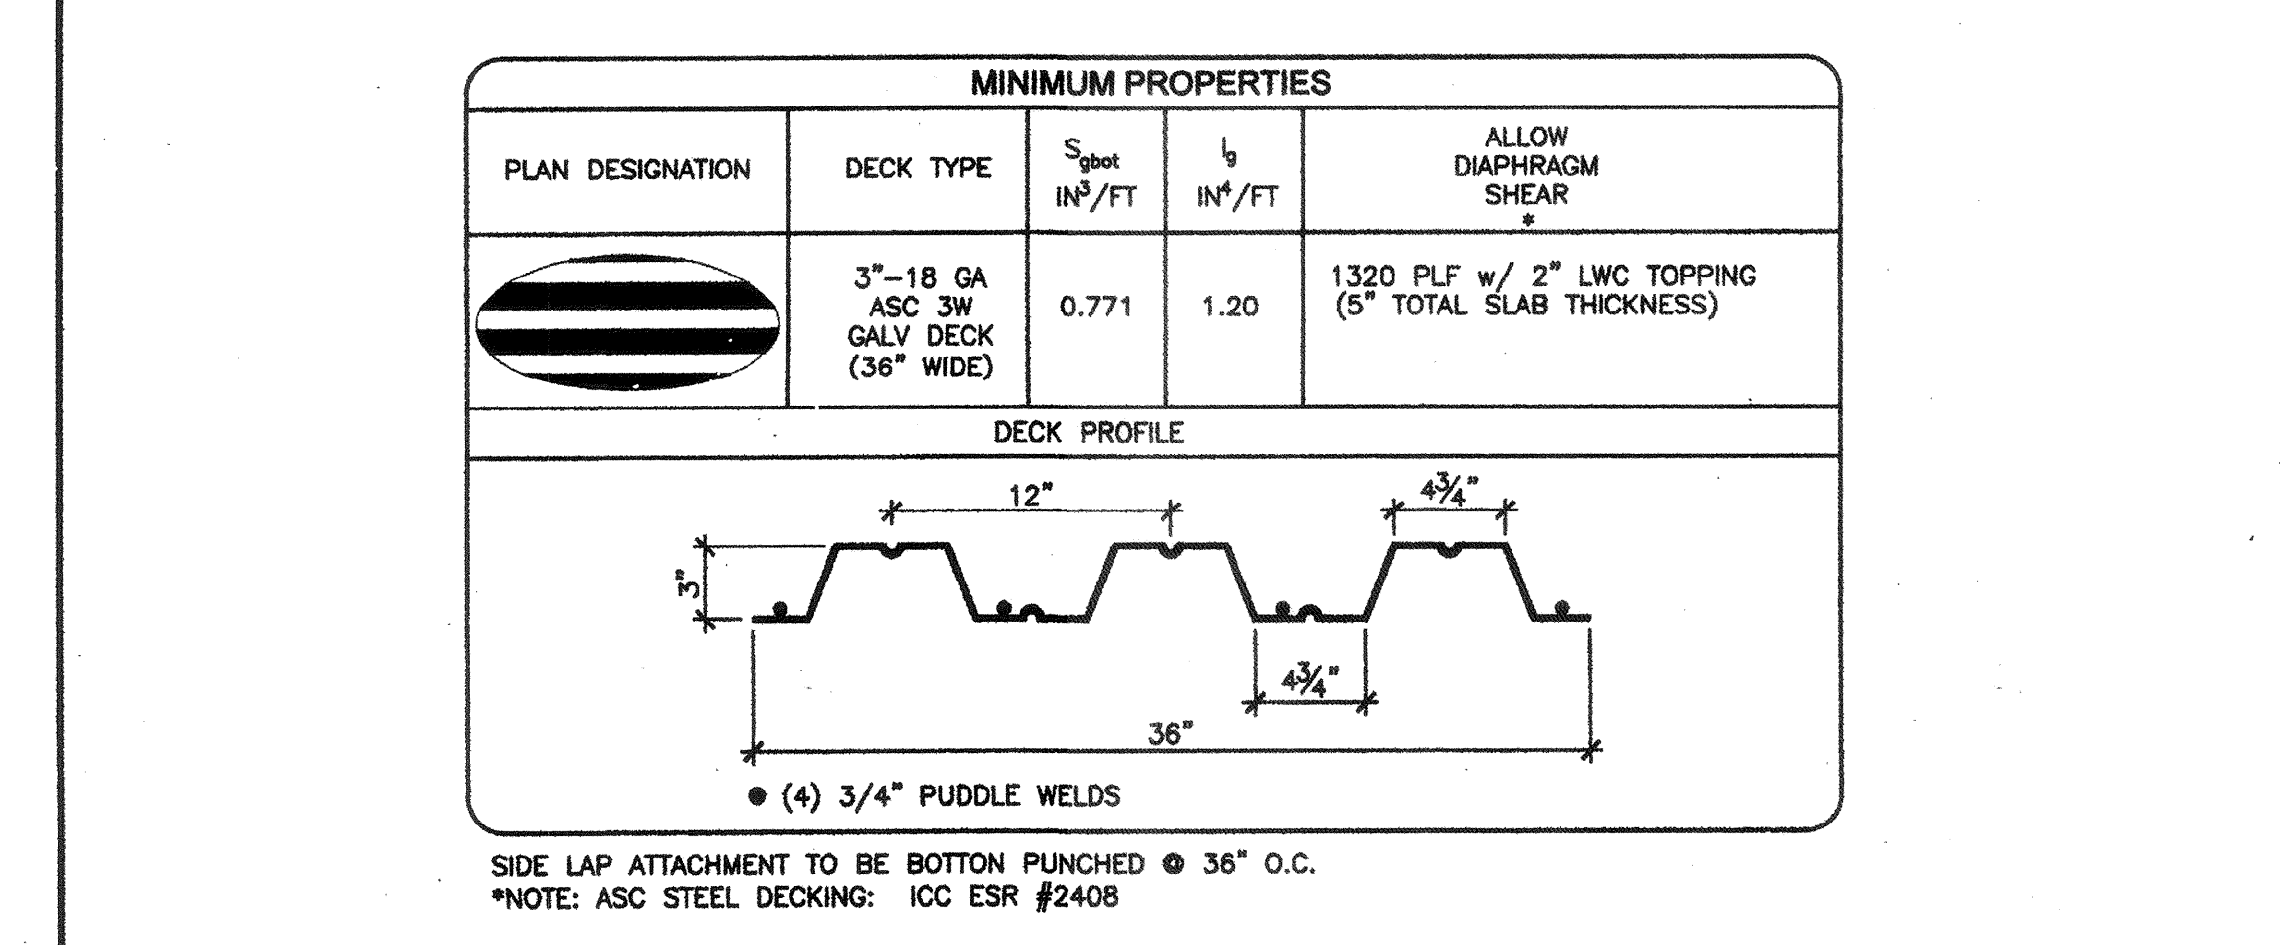 MINIMUM PROPERTIES
PLAN DESIGNATION
DECK TYPE
Sgbot
IN³/FT
Ig
IN⁴/FT
ALLOW
DIAPHRAGM
SHEAR
*
3"-18 GA
ASC 3W
GALV DECK
(36" WIDE)
0.771
1.20
1320 PLF w/ 2" LWC TOPPING
(5" TOTAL SLAB THICKNESS)
DECK PROFILE
12"
4¾"
3"
4¾"
36"
● (4) 3/4" PUDDLE WELDS
SIDE LAP ATTACHMENT TO BE BOTTON PUNCHED @ 36" O.C.
*NOTE: ASC STEEL DECKING: ICC ESR #2408